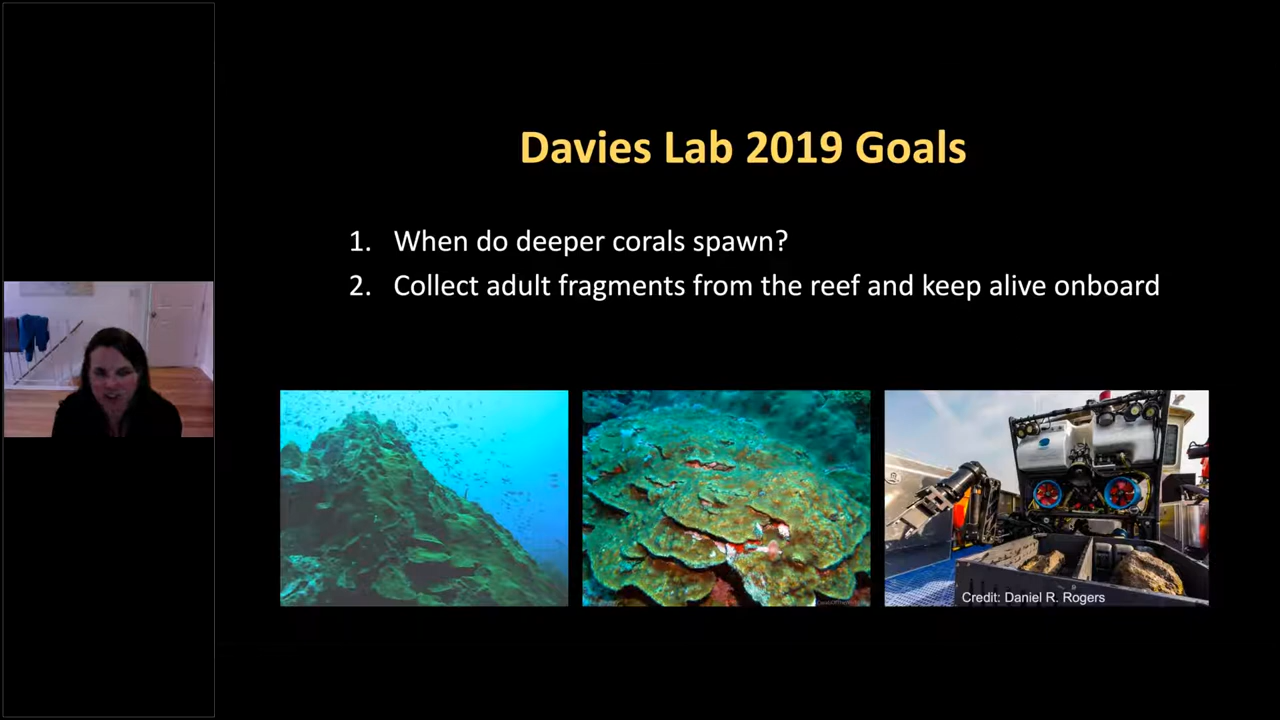 Davies Lab 2019 Goals
1. When do deeper corals spawn?
2. Collect adult fragments from the reef and keep alive onboard
Credit: Daniel R. Rogers